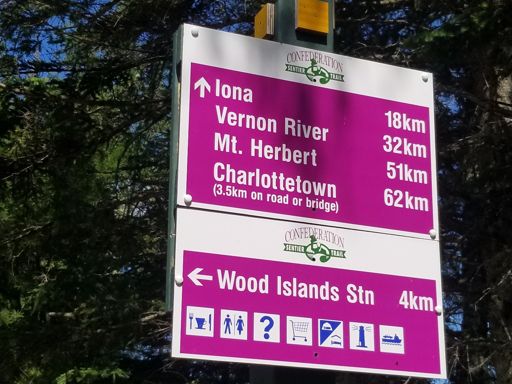 CONFEDERATION
SENTIER TRAIL
↑ Iona 18km
Vernon River 32km
Mt. Herbert 51km
Charlottetown 62km
(3.5km on road or bridge)
CONFEDERATION
SENTIER TRAIL
← Wood Islands Stn 4km
?